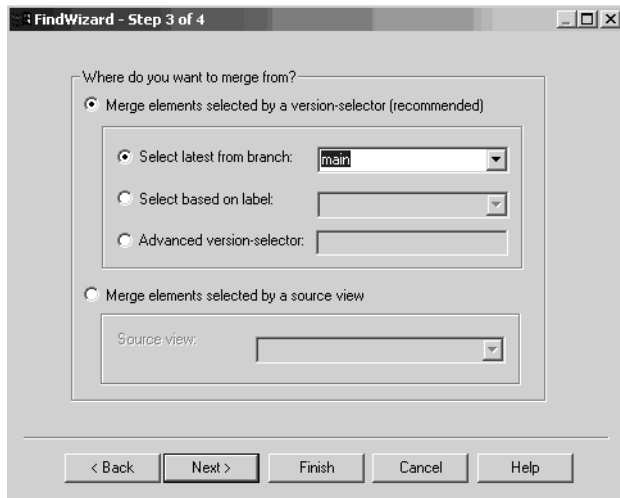 FindWizard - Step 3 of 4
Where do you want to merge from?
Merge elements selected by a version-selector (recommended)
Select latest from branch: main
Select based on label:
Advanced version-selector:
Merge elements selected by a source view
Source view:
< Back Next > Finish Cancel Help